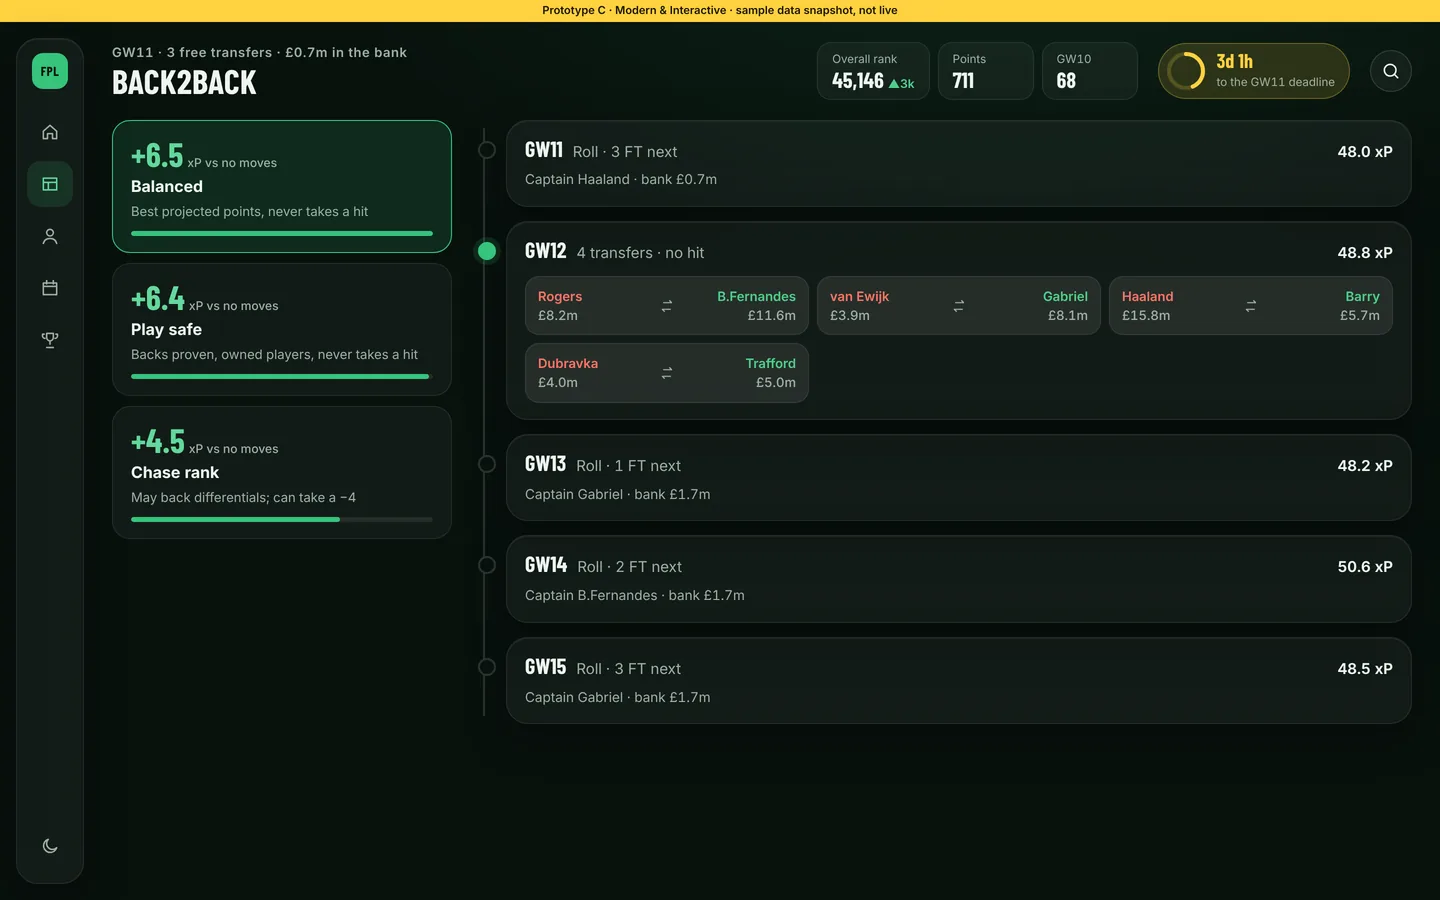 Prototype C · Modern & Interactive · sample data snapshot, not live
FPL
GW11 · 3 free transfers · £0.7m in the bank
BACK2BACK
Overall rank
45,146 ▲3k
Points
711
GW10
68
3d 1h
to the GW11 deadline
+6.5 xP vs no moves
Balanced
Best projected points, never takes a hit
+6.4 xP vs no moves
Play safe
Backs proven, owned players, never takes a hit
+4.5 xP vs no moves
Chase rank
May back differentials; can take a −4
GW11 Roll · 3 FT next 48.0 xP
Captain Haaland · bank £0.7m
GW12 4 transfers · no hit 48.8 xP
Rogers B.Fernandes
£8.2m £11.6m
van Ewijk Gabriel
£3.9m £8.1m
Haaland Barry
£15.8m £5.7m
Dubravka Trafford
£4.0m £5.0m
GW13 Roll · 1 FT next 48.2 xP
Captain Gabriel · bank £1.7m
GW14 Roll · 2 FT next 50.6 xP
Captain B.Fernandes · bank £1.7m
GW15 Roll · 3 FT next 48.5 xP
Captain Gabriel · bank £1.7m